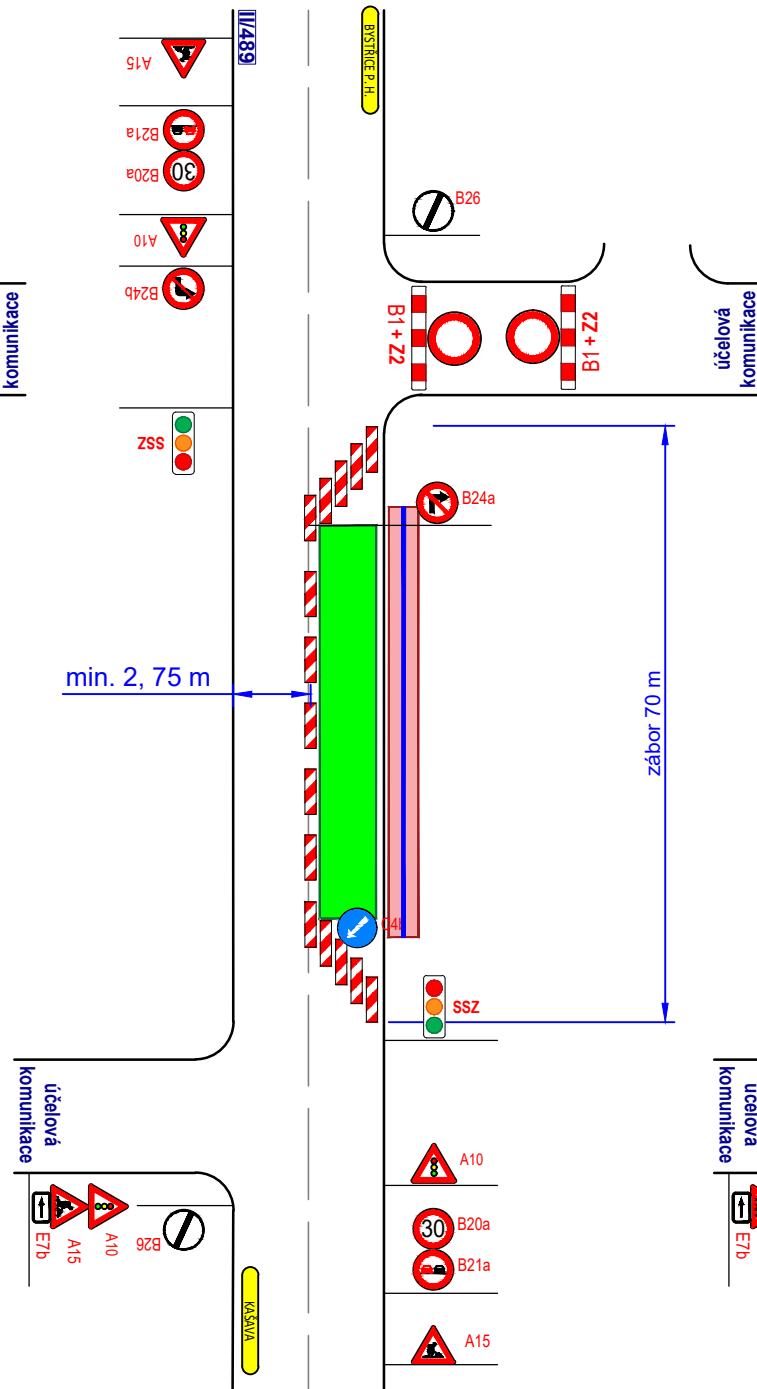 II/489
BYSTŘICE P. H.
A15
B21a
B20a
30
A10
B24b
SSZ
B26
komunikace
B1 + Z2
B1 + Z2
účelová
komunikace
B24a
min. 2, 75 m
zábor 70 m
SSZ
účelová
komunikace
E7b
A15
A10
B26
KAŠAVA
A10
30
B20a
B21a
A15
účelová
komunikace
E7b